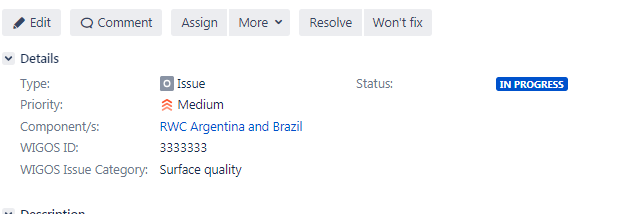 Edit Comment Assign More Resolve Won't fix
Details
Type: Issue Status: IN PROGRESS
Priority: Medium
Component/s: RWC Argentina and Brazil
WIGOS ID: 3333333
WIGOS Issue Category: Surface quality
Description